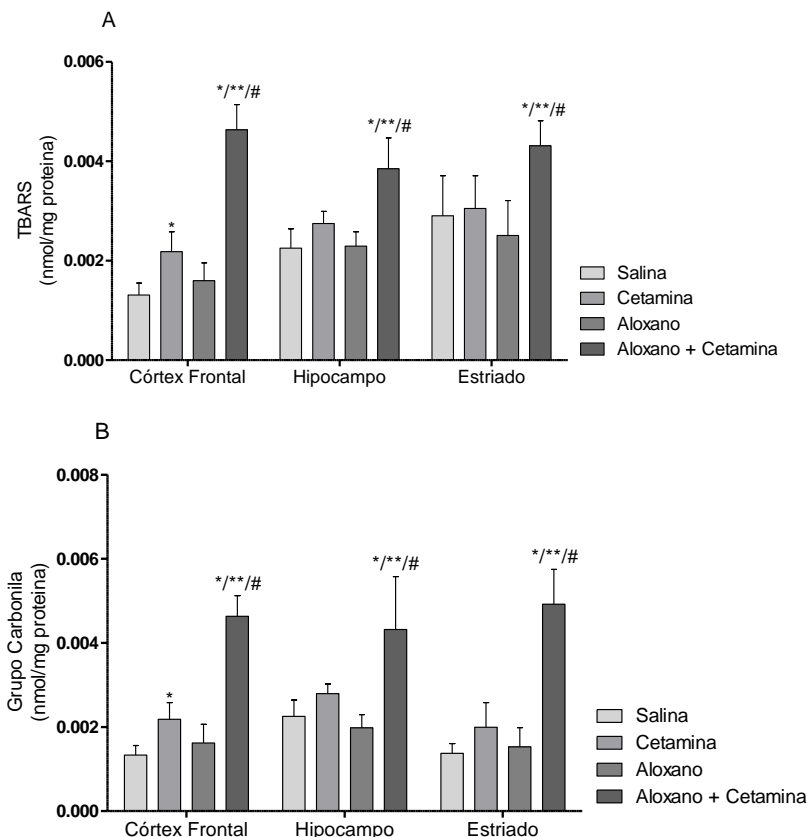 A
0.006
0.004
0.002
0.000
TBARS
(nmol/mg proteina)
*
*/**/#
*/**/#
*/**/#
Córtex Frontal
Hipocampo
Estriado
Salina
Cetamina
Aloxano
Aloxano + Cetamina
B
0.008
0.006
0.004
0.002
0.000
Grupo Carbonila
(nmol/mg proteina)
*
*/**/#
*/**/#
*/**/#
Córtex Frontal
Hipocampo
Estriado
Salina
Cetamina
Aloxano
Aloxano + Cetamina